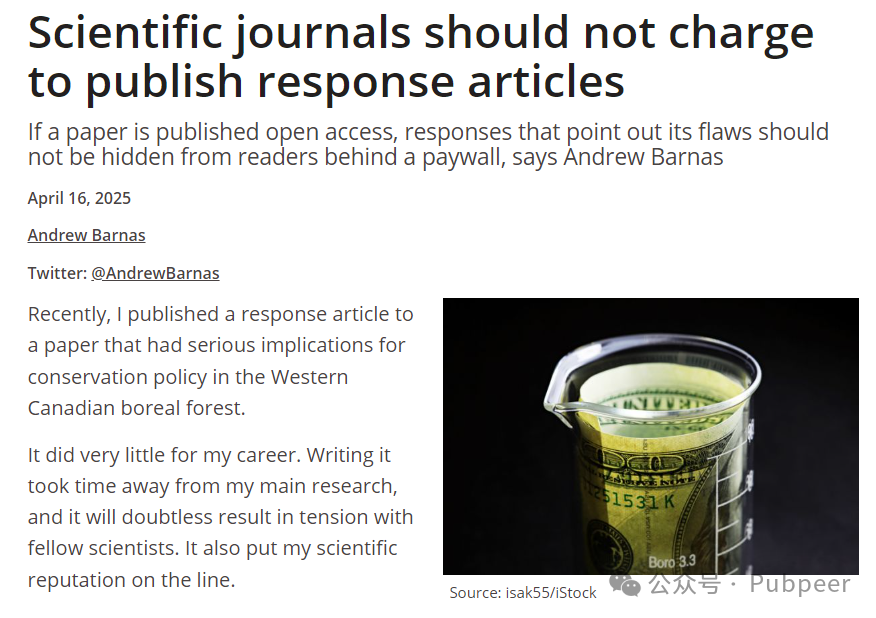 Scientific journals should not charge
to publish response articles
If a paper is published open access, responses that point out its flaws should
not be hidden from readers behind a paywall, says Andrew Barnas
April 16, 2025
Andrew Barnas
Twitter: @AndrewBarnas
Recently, I published a response article to
a paper that had serious implications for
conservation policy in the Western
Canadian boreal forest.
It did very little for my career. Writing it
took time away from my main research,
and it will doubtless result in tension with
fellow scientists. It also put my scientific
reputation on the line.
1251531K
Boro 3.3
Source: isak55/iStock
公众号 · Pubpeer